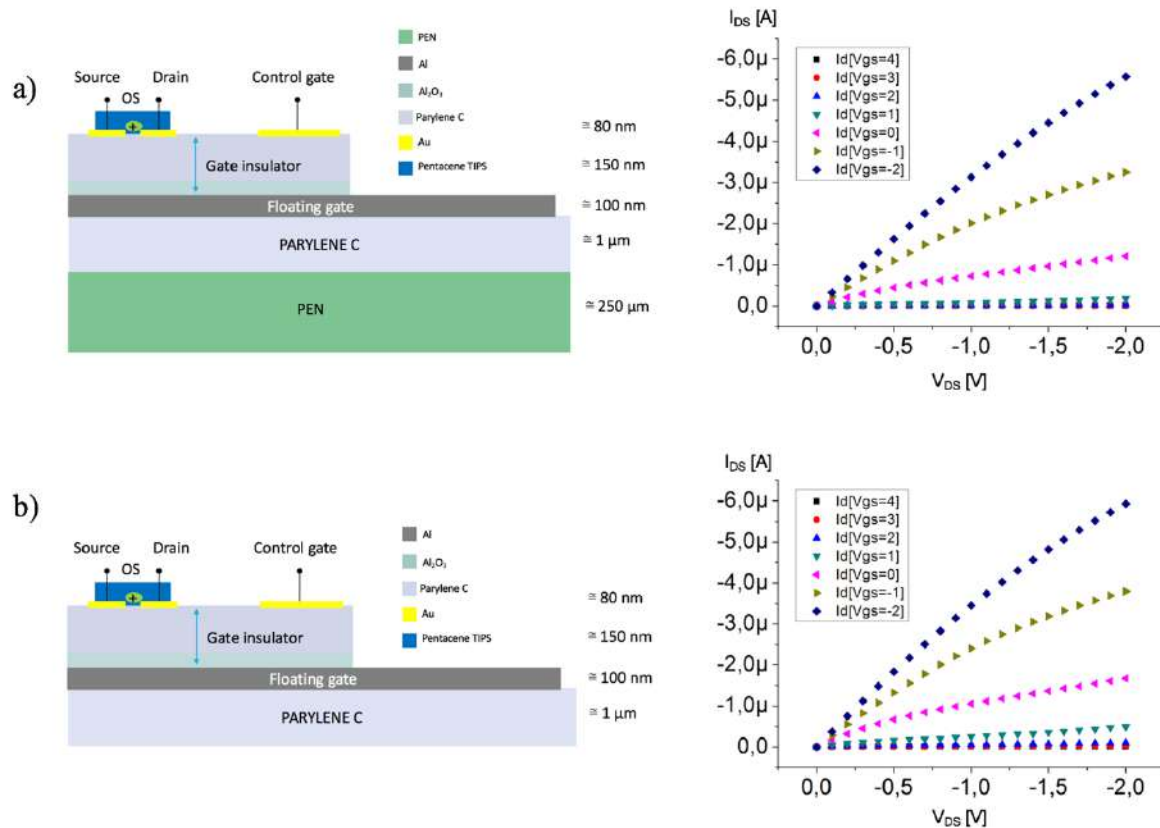 a)
Source
Drain
Control gate
OS
+
Gate insulator
Floating gate
PARYLENE C
PEN
PEN
Al
Al₂O₃
Parylene C
Au
Pentacene TIPS
≅ 80 nm
≅ 150 nm
≅ 100 nm
≅ 1 µm
≅ 250 µm
I_DS [A]
-6,0µ
-5,0µ
-4,0µ
-3,0µ
-2,0µ
-1,0µ
0,0
Id[Vgs=4]
Id[Vgs=3]
Id[Vgs=2]
Id[Vgs=1]
Id[Vgs=0]
Id[Vgs=-1]
Id[Vgs=-2]
0,0 -0,5 -1,0 -1,5 -2,0
V_DS [V]
b)
Source
Drain
Control gate
OS
+
Gate insulator
Floating gate
PARYLENE C
Al
Al₂O₃
Parylene C
Au
Pentacene TIPS
≅ 80 nm
≅ 150 nm
≅ 100 nm
≅ 1 µm
I_DS [A]
-6,0µ
-5,0µ
-4,0µ
-3,0µ
-2,0µ
-1,0µ
0,0
Id[Vgs=4]
Id[Vgs=3]
Id[Vgs=2]
Id[Vgs=1]
Id[Vgs=0]
Id[Vgs=-1]
Id[Vgs=-2]
0,0 -0,5 -1,0 -1,5 -2,0
V_DS [V]